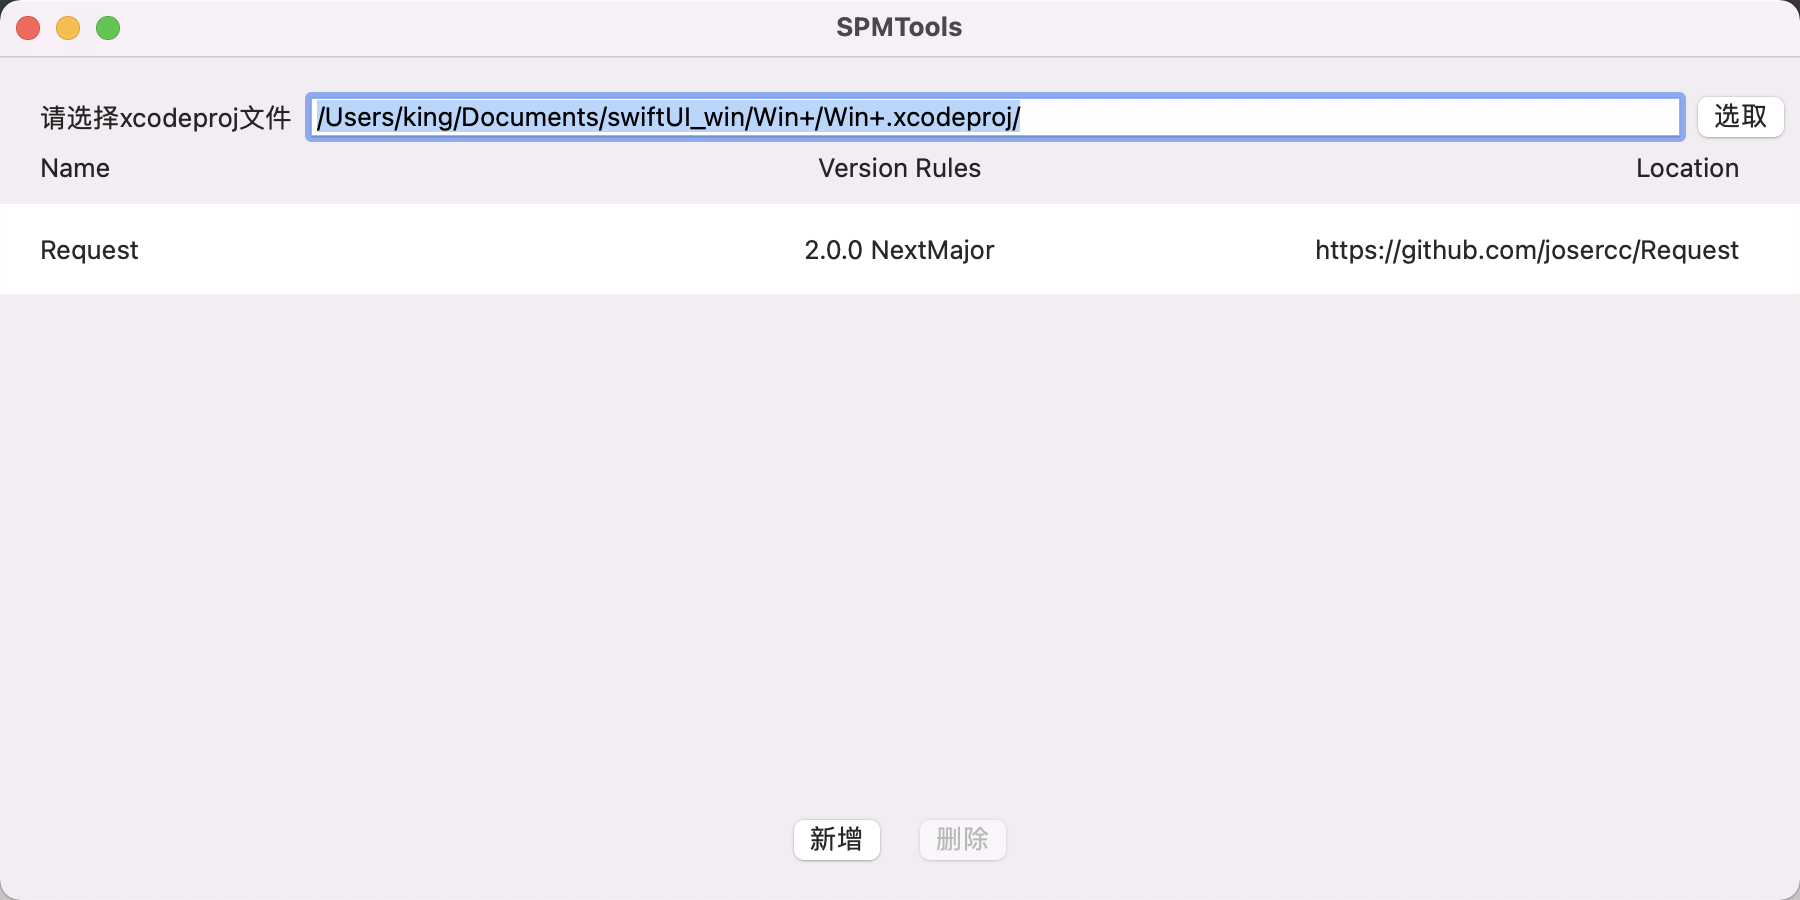 SPMTools
请选择xcodeproj文件 /Users/king/Documents/swiftUI_win/Win+/Win+.xcodeproj/ 选取
Name Version Rules Location
Request 2.0.0 NextMajor https://github.com/josercc/Request
新增 删除